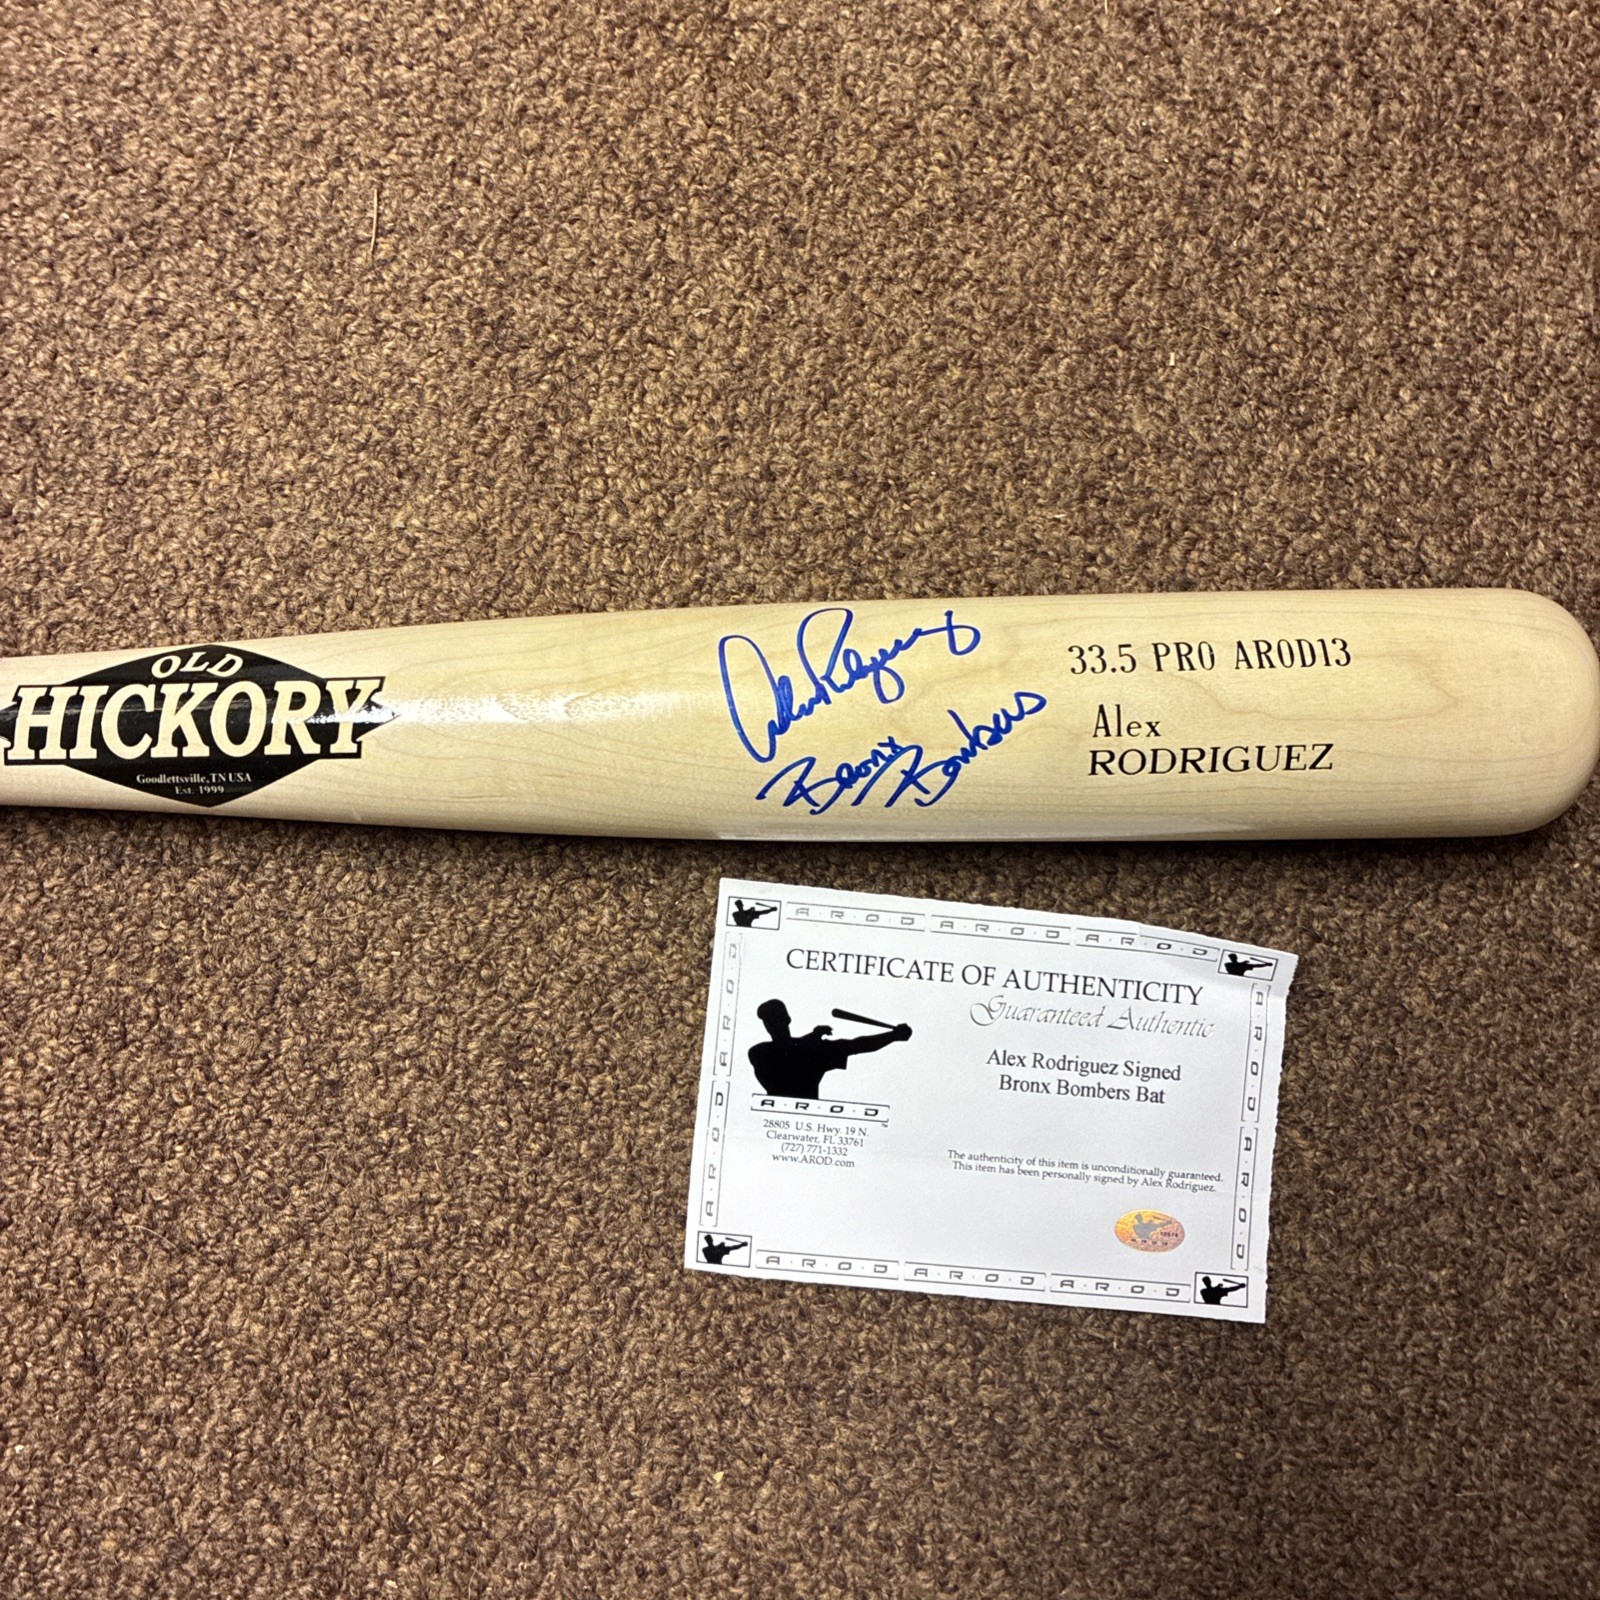 OLD
HICKORY
Goodlettsville, TN USA
Est. 1999
Alex Rodriguez
Bronx Bombers
33.5 PRO AROD13
Alex
RODRIGUEZ
A·R·O·D A·R·O·D A·R·O·D
CERTIFICATE OF AUTHENTICITY
Guaranteed Authentic
Alex Rodriguez Signed
Bronx Bombers Bat
A·R·O·D
28805 U.S. Hwy. 19 N.
Clearwater, FL 33761
(727) 771-1332
www.AROD.com
The authenticity of this item is unconditionally guaranteed.
This item has been personally signed by Alex Rodriguez.
A·R·O·D A·R·O·D
A·R·O·D A·R·O·D
A·R·O·D A·R·O·D A·R·O·D